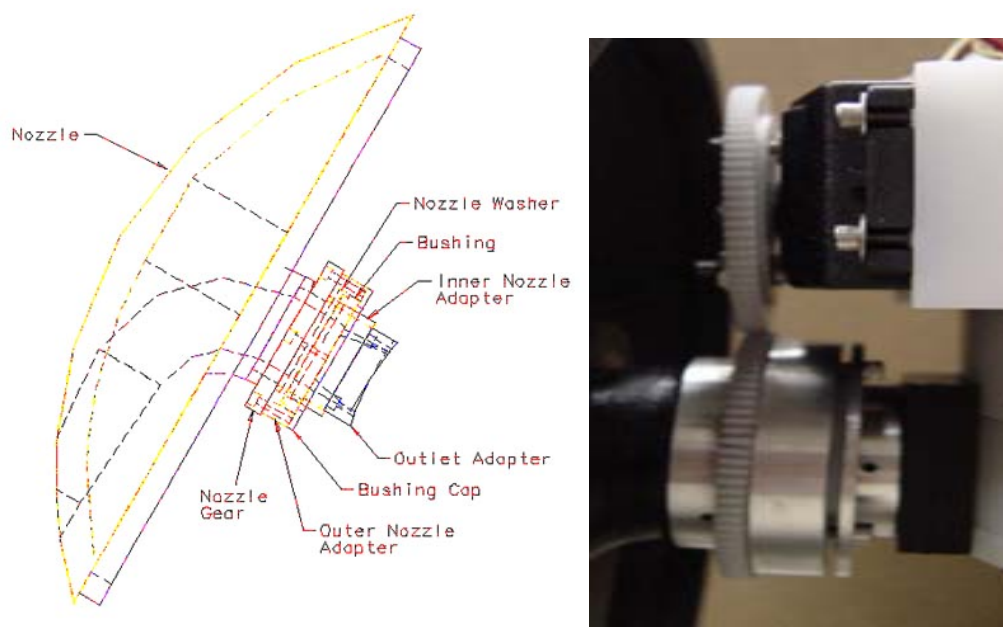 Nozzle
Nozzle Washer
Bushing
Inner Nozzle
Adapter
Outlet Adapter
Bushing Cap
Nozzle
Gear
Outer Nozzle
Adapter